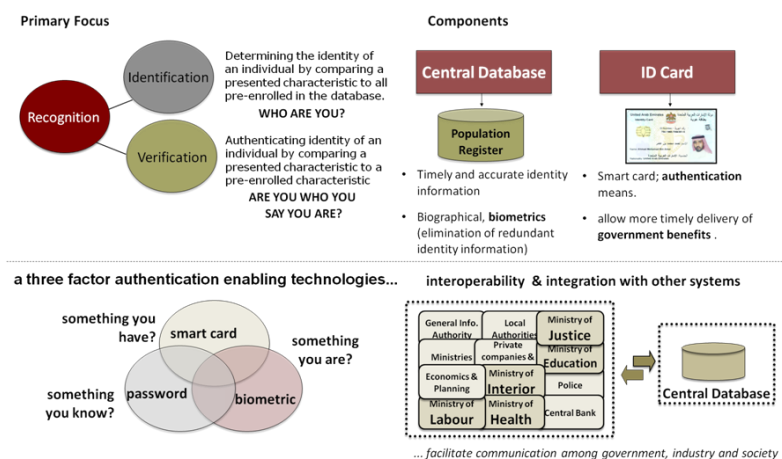 Primary Focus
Components
Recognition
Identification
Verification
Determining the identity of
an individual by comparing a
presented characteristic to all
pre-enrolled in the database.
WHO ARE YOU?
Authenticating identity of an
individual by comparing a
presented characteristic to a
pre-enrolled characteristic
ARE YOU WHO YOU
SAY YOU ARE?
Central Database
Population
Register
• Timely and accurate identity
information
• Biographical, biometrics
(elimination of redundant
identity information)
ID Card
• Smart card; authentication
means.
• allow more timely delivery of
government benefits .
a three factor authentication enabling technologies...
something you
have?
smart card
something
you are?
something
you know?
password
biometric
interoperability & integration with other systems
General Info.
Authority
Local
Authorities
Ministry of
Justice
Ministries
Private
companies &
Ministry of
Education
Economics &
Planning
Ministry of
Interior
Police
Ministry of
Labour
Ministry of
Health
Central Bank
Central Database
... facilitate communication among government, industry and society